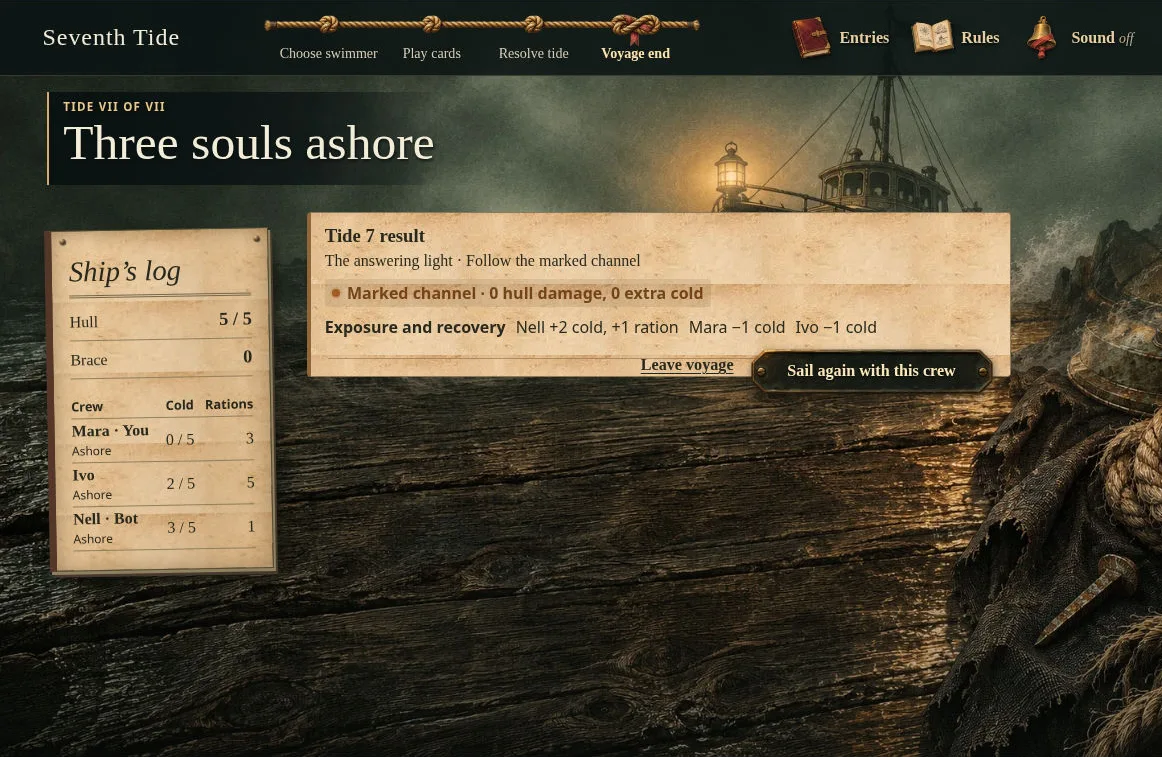 Seventh Tide
Choose swimmer
Play cards
Resolve tide
Voyage end
Entries
Rules
Sound off
TIDE VII OF VII
Three souls ashore
Ship’s log
Hull 5 / 5
Brace 0
Crew Cold Rations
Mara · You 0 / 5 3
Ashore
Ivo 2 / 5 5
Ashore
Nell · Bot 3 / 5 1
Ashore
Tide 7 result
The answering light · Follow the marked channel
Marked channel · 0 hull damage, 0 extra cold
Exposure and recovery Nell +2 cold, +1 ration Mara −1 cold Ivo −1 cold
Leave voyage
Sail again with this crew